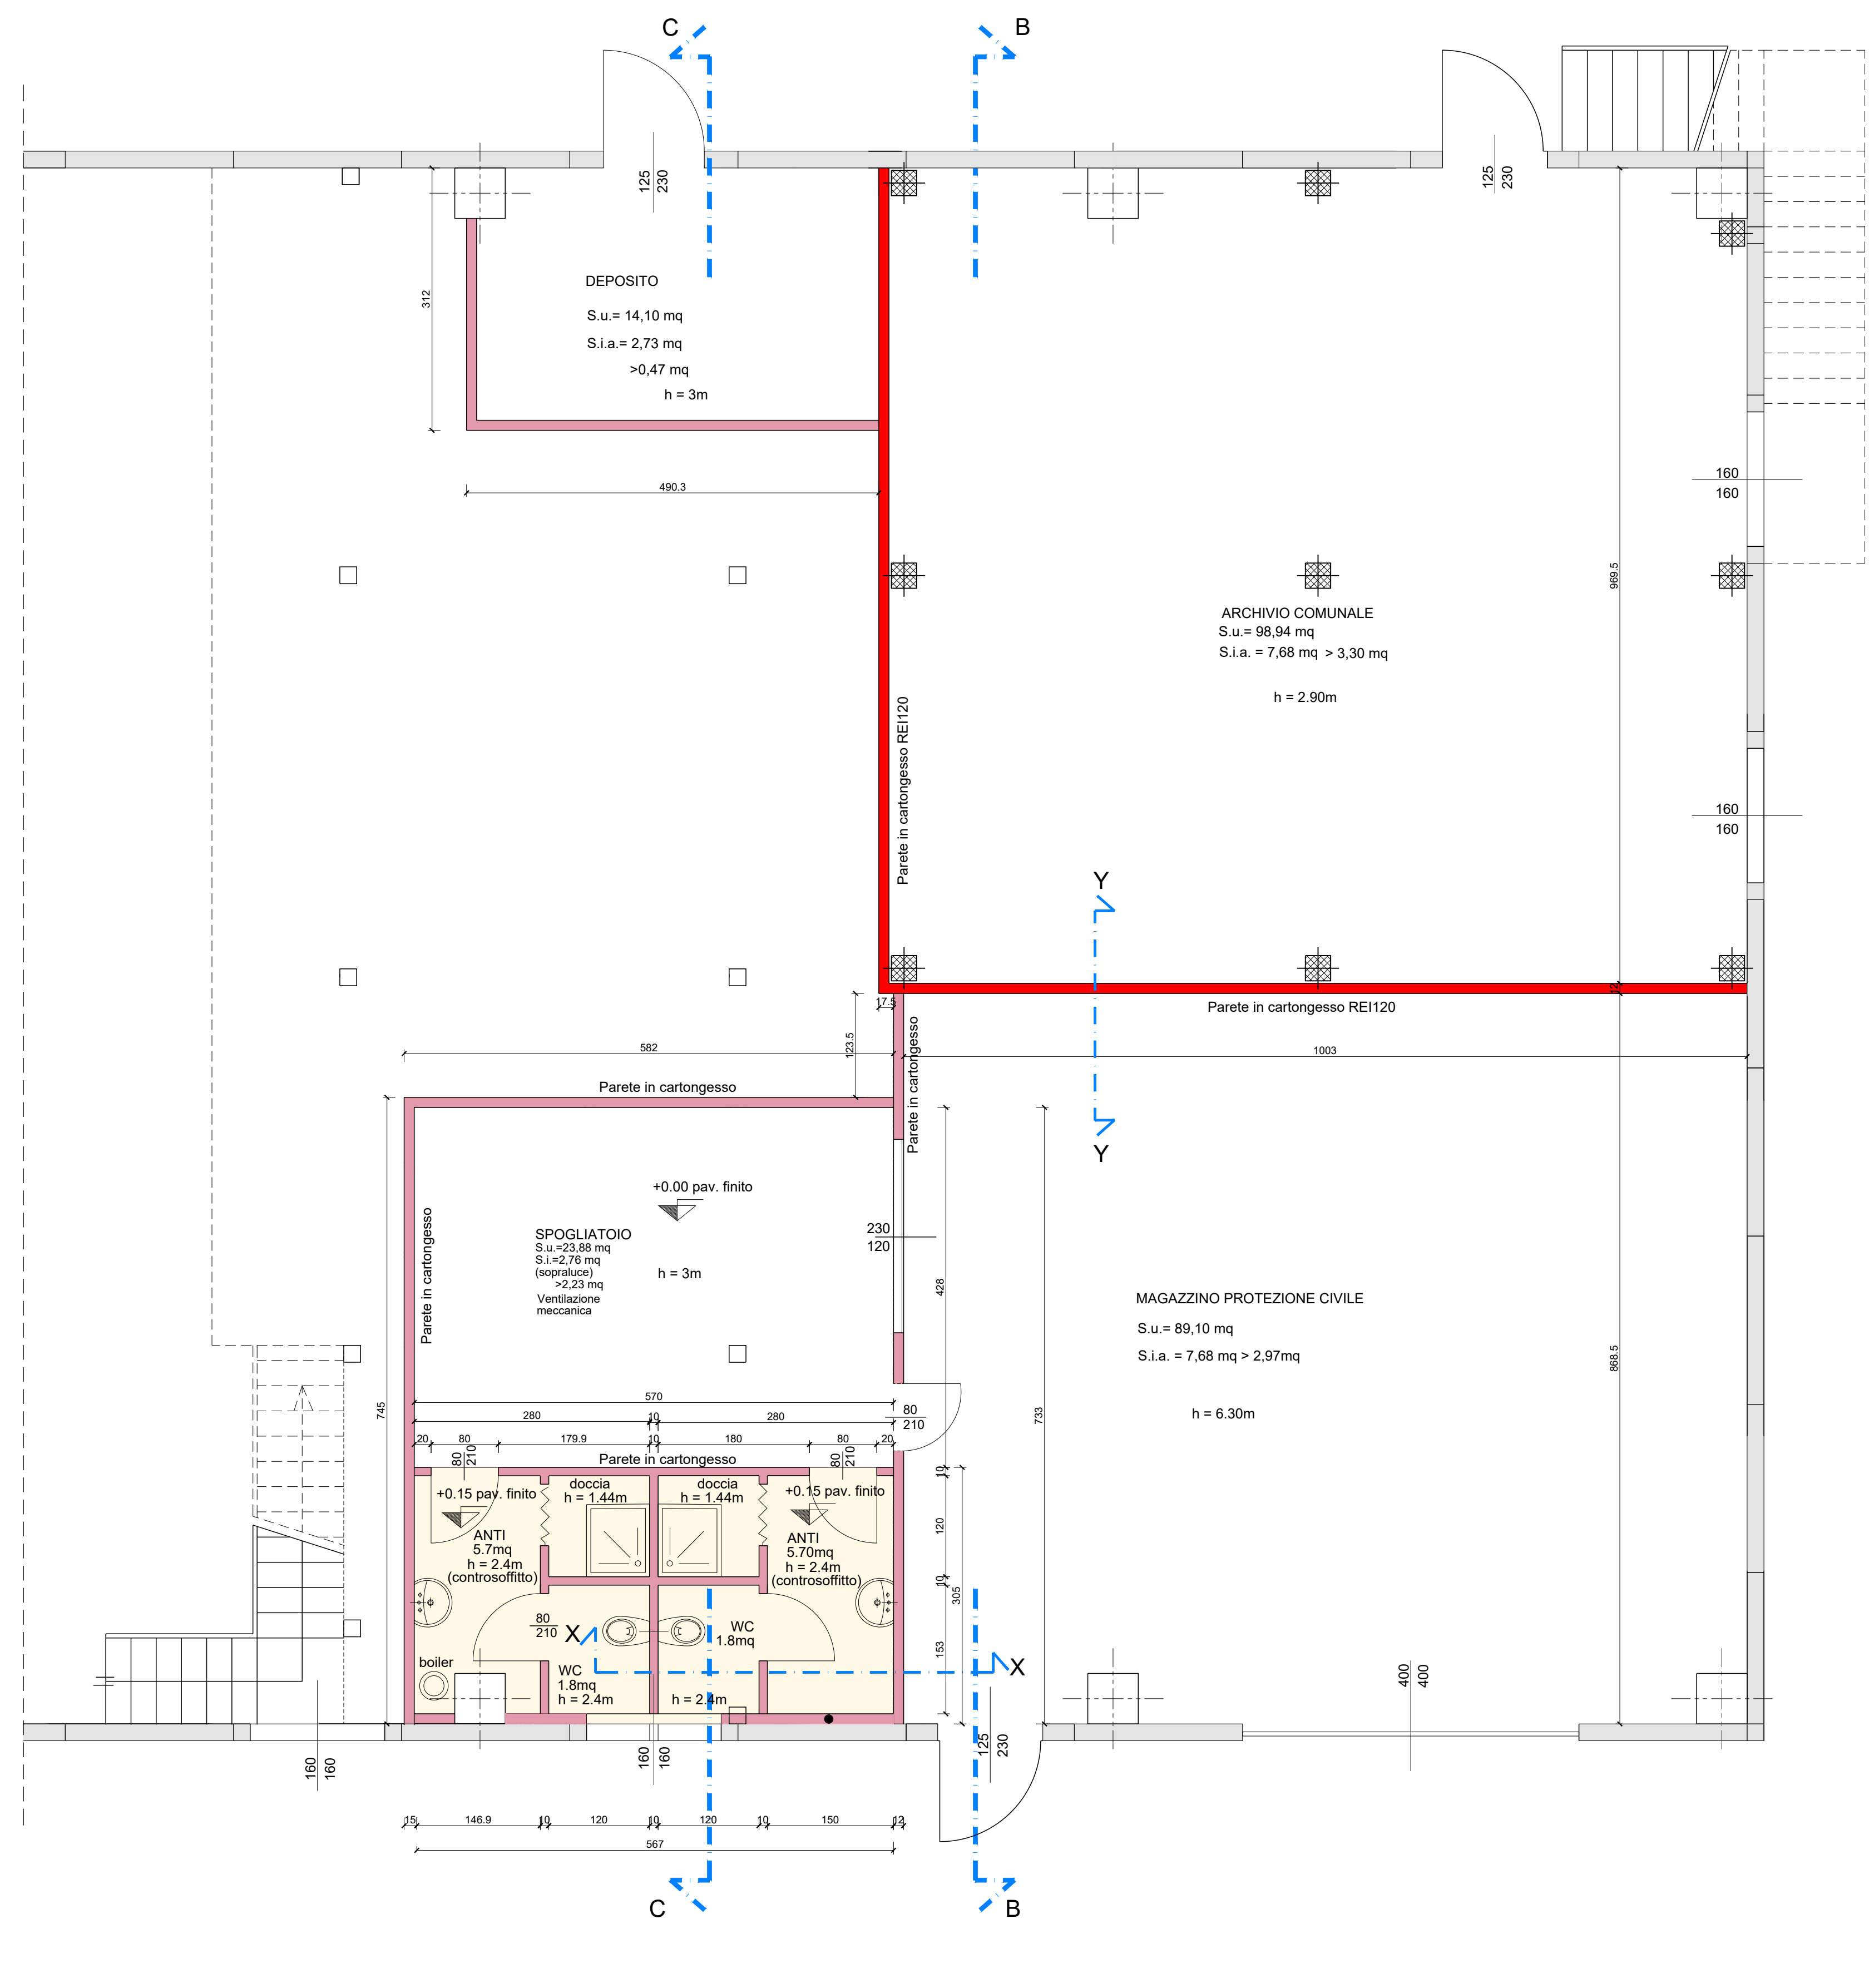 C
B
125
230
125
230
DEPOSITO
S.u.= 14,10 mq
S.i.a.= 2,73 mq
>0,47 mq
h = 3m
312
490.3
160
160
969.5
ARCHIVIO COMUNALE
S.u.= 98,94 mq
S.i.a. = 7,68 mq > 3,30 mq
h = 2.90m
Parete in cartongesso REI120
160
160
Y
12
17.5
Parete in cartongesso REI120
123.5
Parete in cartongesso
582
1003
Parete in cartongesso
Y
+0.00 pav. finito
Parete in cartongesso
SPOGLIATOIO
S.u.=23,88 mq
S.i.=2,76 mq
(sopraluce)
>2,23 mq
Ventilazione
meccanica
h = 3m
230
120
428
MAGAZZINO PROTEZIONE CIVILE
S.u.= 89,10 mq
S.i.a. = 7,68 mq > 2,97mq
h = 6.30m
868.5
733
745
570
280
10
280
80
210
20
80
179.9
10
180
80
20
80
210
Parete in cartongesso
80
210
10
+0.15 pav. finito
doccia
h = 1.44m
doccia
h = 1.44m
+0.15 pav. finito
120
ANTI
5.7mq
h = 2.4m
(controsoffitto)
ANTI
5.70mq
h = 2.4m
(controsoffitto)
10
305
80
210
X
WC
1.8mq
153
boiler
WC
1.8mq
h = 2.4m
h = 2.4m
X
400
400
160
160
160
160
125
230
15
146.9
10
120
10
120
10
150
12
567
C
B